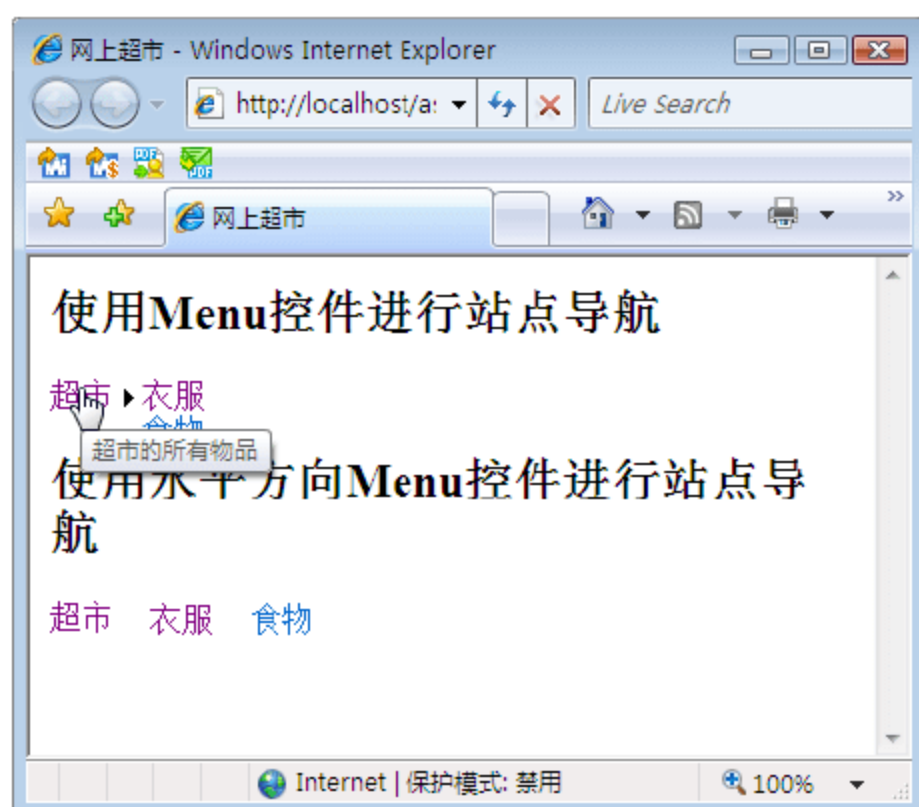 网上超市 - Windows Internet Explorer
http://localhost/a:
Live Search
网上超市
使用Menu控件进行站点导航
超市 衣服
食物
超市的所有物品
使用水平方向Menu控件进行站点导
航
超市 衣服 食物
Internet | 保护模式: 禁用
100%